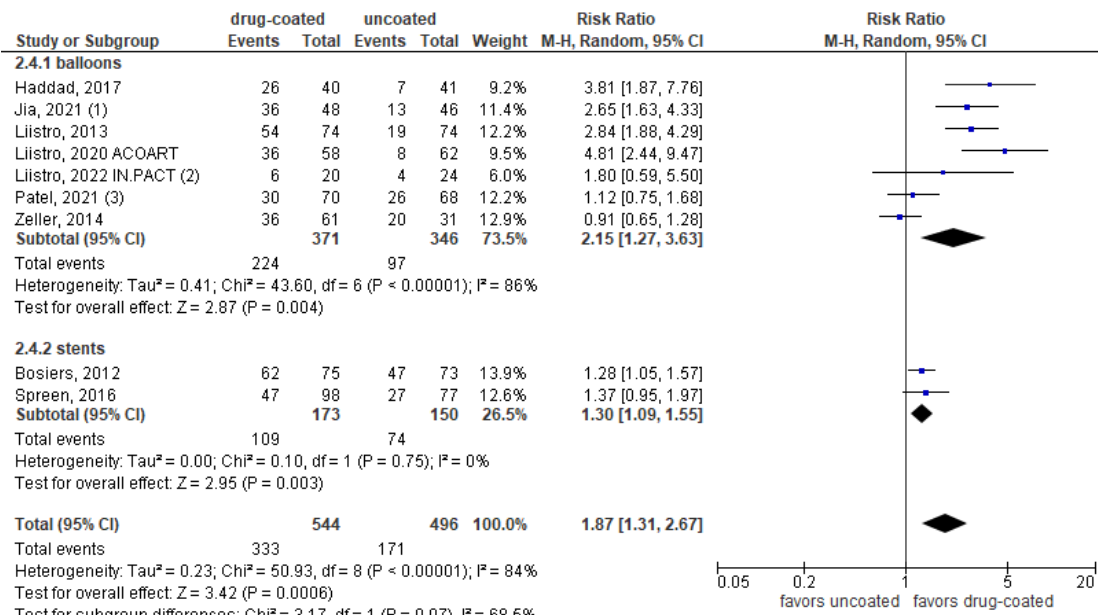 drug-coated uncoated Risk Ratio Risk Ratio
Study or Subgroup Events Total Events Total Weight M-H, Random, 95% CI M-H, Random, 95% CI
2.4.1 balloons
Haddad, 2017 26 40 7 41 9.2% 3.81 [1.87, 7.76]
Jia, 2021 (1) 36 48 13 46 11.4% 2.65 [1.63, 4.33]
Liistro, 2013 54 74 19 74 12.2% 2.84 [1.88, 4.29]
Liistro, 2020 ACOART 36 58 8 62 9.5% 4.81 [2.44, 9.47]
Liistro, 2022 IN.PACT (2) 6 20 4 24 6.0% 1.80 [0.59, 5.50]
Patel, 2021 (3) 30 70 26 68 12.2% 1.12 [0.75, 1.68]
Zeller, 2014 36 61 20 31 12.9% 0.91 [0.65, 1.28]
Subtotal (95% CI) 371 346 73.5% 2.15 [1.27, 3.63]
Total events 224 97
Heterogeneity: Tau² = 0.41; Chi² = 43.60, df = 6 (P < 0.00001); I² = 86%
Test for overall effect: Z = 2.87 (P = 0.004)
2.4.2 stents
Bosiers, 2012 62 75 47 73 13.9% 1.28 [1.05, 1.57]
Spreen, 2016 47 98 27 77 12.6% 1.37 [0.95, 1.97]
Subtotal (95% CI) 173 150 26.5% 1.30 [1.09, 1.55]
Total events 109 74
Heterogeneity: Tau² = 0.00; Chi² = 0.10, df = 1 (P = 0.75); I² = 0%
Test for overall effect: Z = 2.95 (P = 0.003)
Total (95% CI) 544 496 100.0% 1.87 [1.31, 2.67]
Total events 333 171
Heterogeneity: Tau² = 0.23; Chi² = 50.93, df = 8 (P < 0.00001); I² = 84%
Test for overall effect: Z = 3.42 (P = 0.0006)
Test for subgroup differences: Chi² = 3.17, df = 1 (P = 0.07), I² = 68.5%
0.05 0.2 1 5 20
favors uncoated favors drug-coated